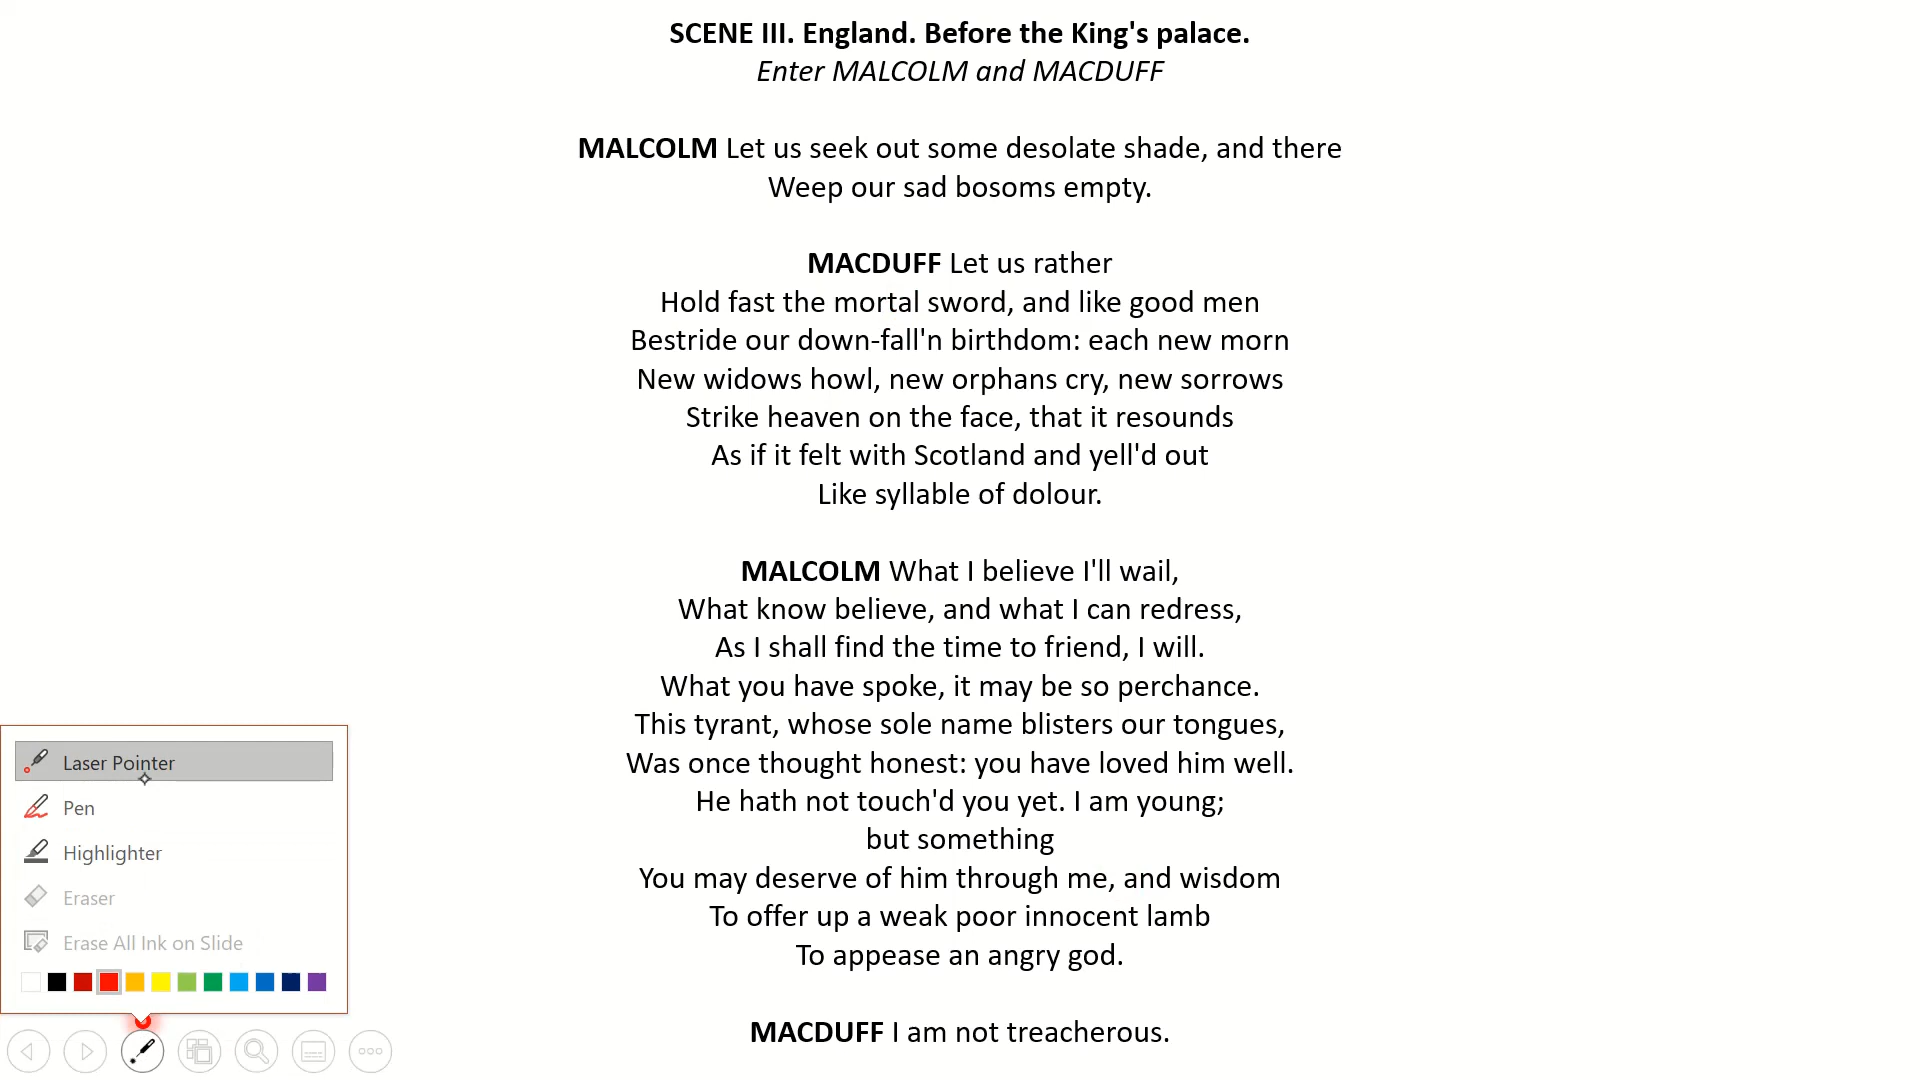 SCENE III. England. Before the King's palace.
Enter MALCOLM and MACDUFF
MALCOLM Let us seek out some desolate shade, and there
Weep our sad bosoms empty.
MACDUFF Let us rather
Hold fast the mortal sword, and like good men
Bestride our down-fall'n birthdom: each new morn
New widows howl, new orphans cry, new sorrows
Strike heaven on the face, that it resounds
As if it felt with Scotland and yell'd out
Like syllable of dolour.
MALCOLM What I believe I'll wail,
What know believe, and what I can redress,
As I shall find the time to friend, I will.
What you have spoke, it may be so perchance.
This tyrant, whose sole name blisters our tongues,
Was once thought honest: you have loved him well.
He hath not touch'd you yet. I am young;
but something
You may deserve of him through me, and wisdom
To offer up a weak poor innocent lamb
To appease an angry god.
MACDUFF I am not treacherous.
Laser Pointer
Pen
Highlighter
Eraser
Erase All Ink on Slide